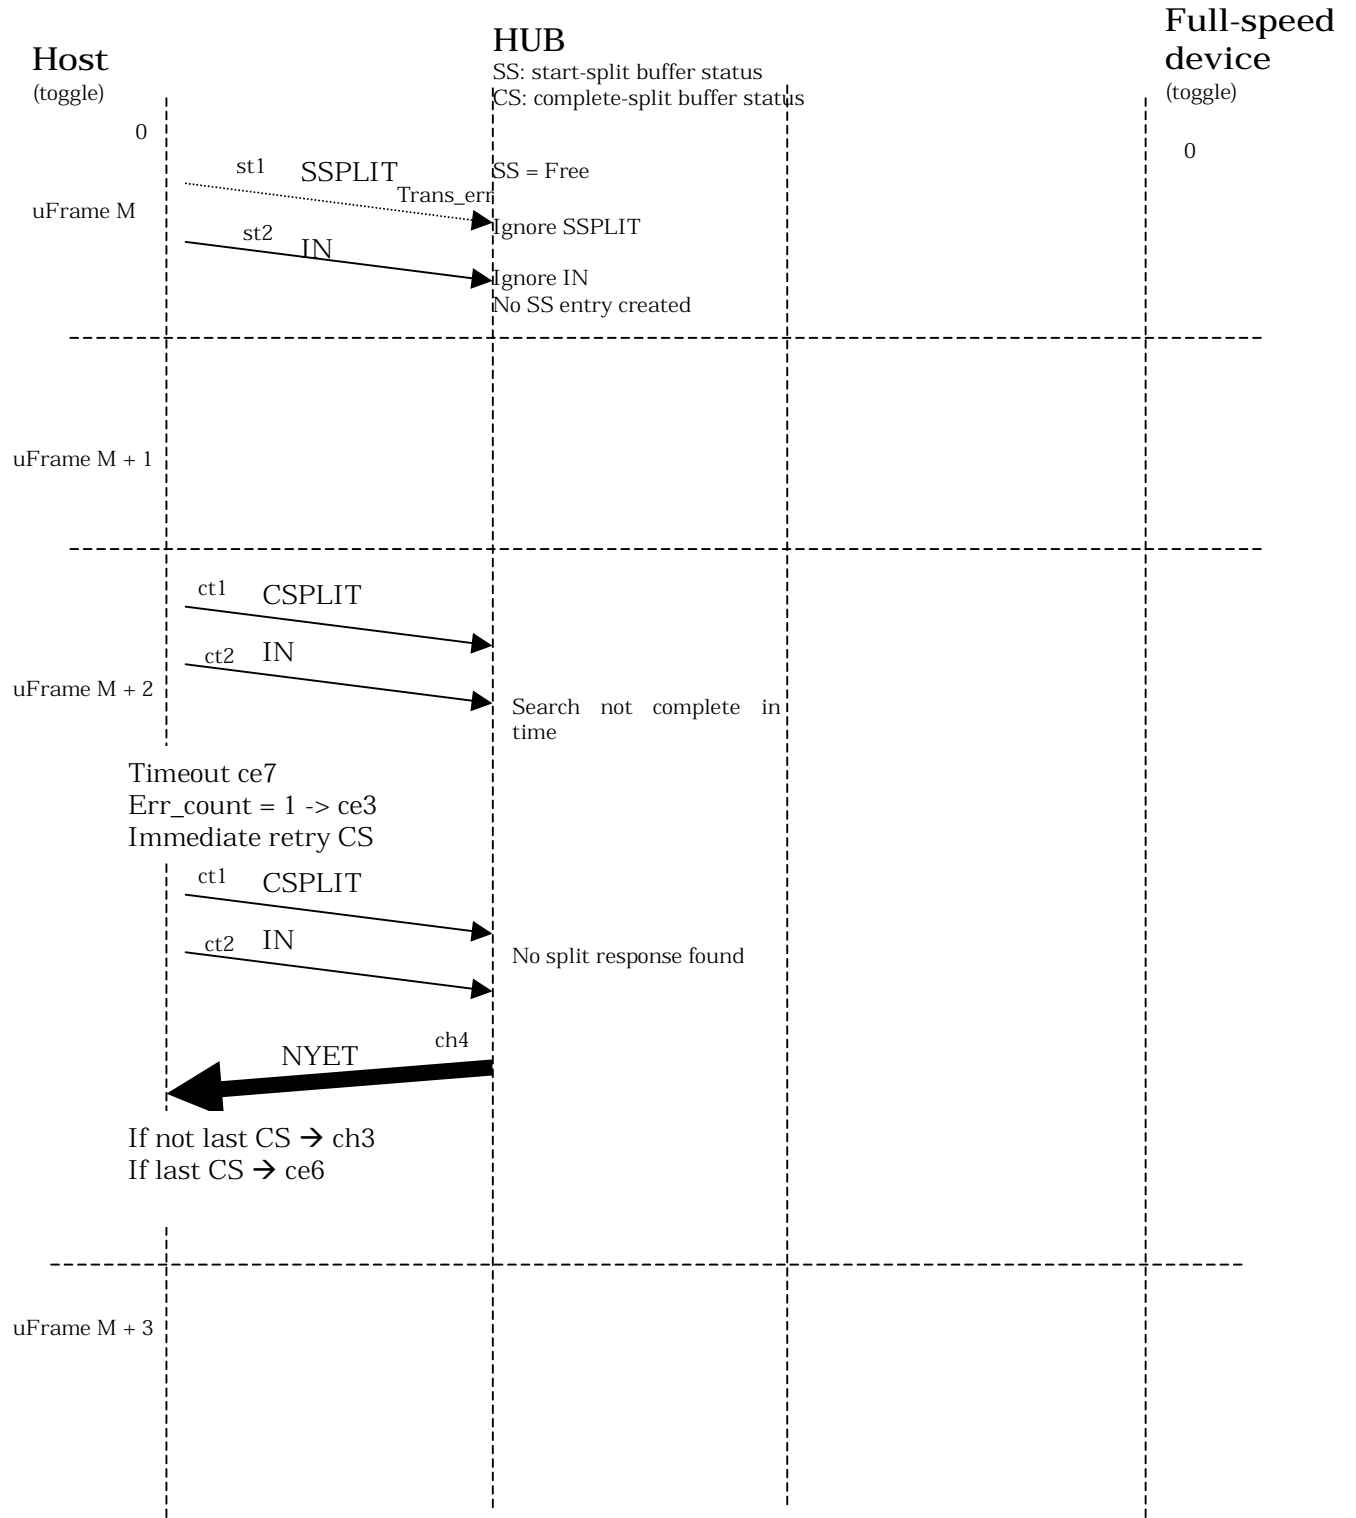 Host
(toggle)
HUB
SS: start-split buffer status
CS: complete-split buffer status
Full-speed
device
(toggle)
0
0
st1 SSPLIT
Trans_err
SS = Free
uFrame M
Ignore SSPLIT
st2 IN
Ignore IN
No SS entry created
uFrame M + 1
ct1 CSPLIT
ct2 IN
uFrame M + 2
Search not complete in
time
Timeout ce7
Err_count = 1 -> ce3
Immediate retry CS
ct1 CSPLIT
ct2 IN
No split response found
NYET ch4
If not last CS → ch3
If last CS → ce6
uFrame M + 3